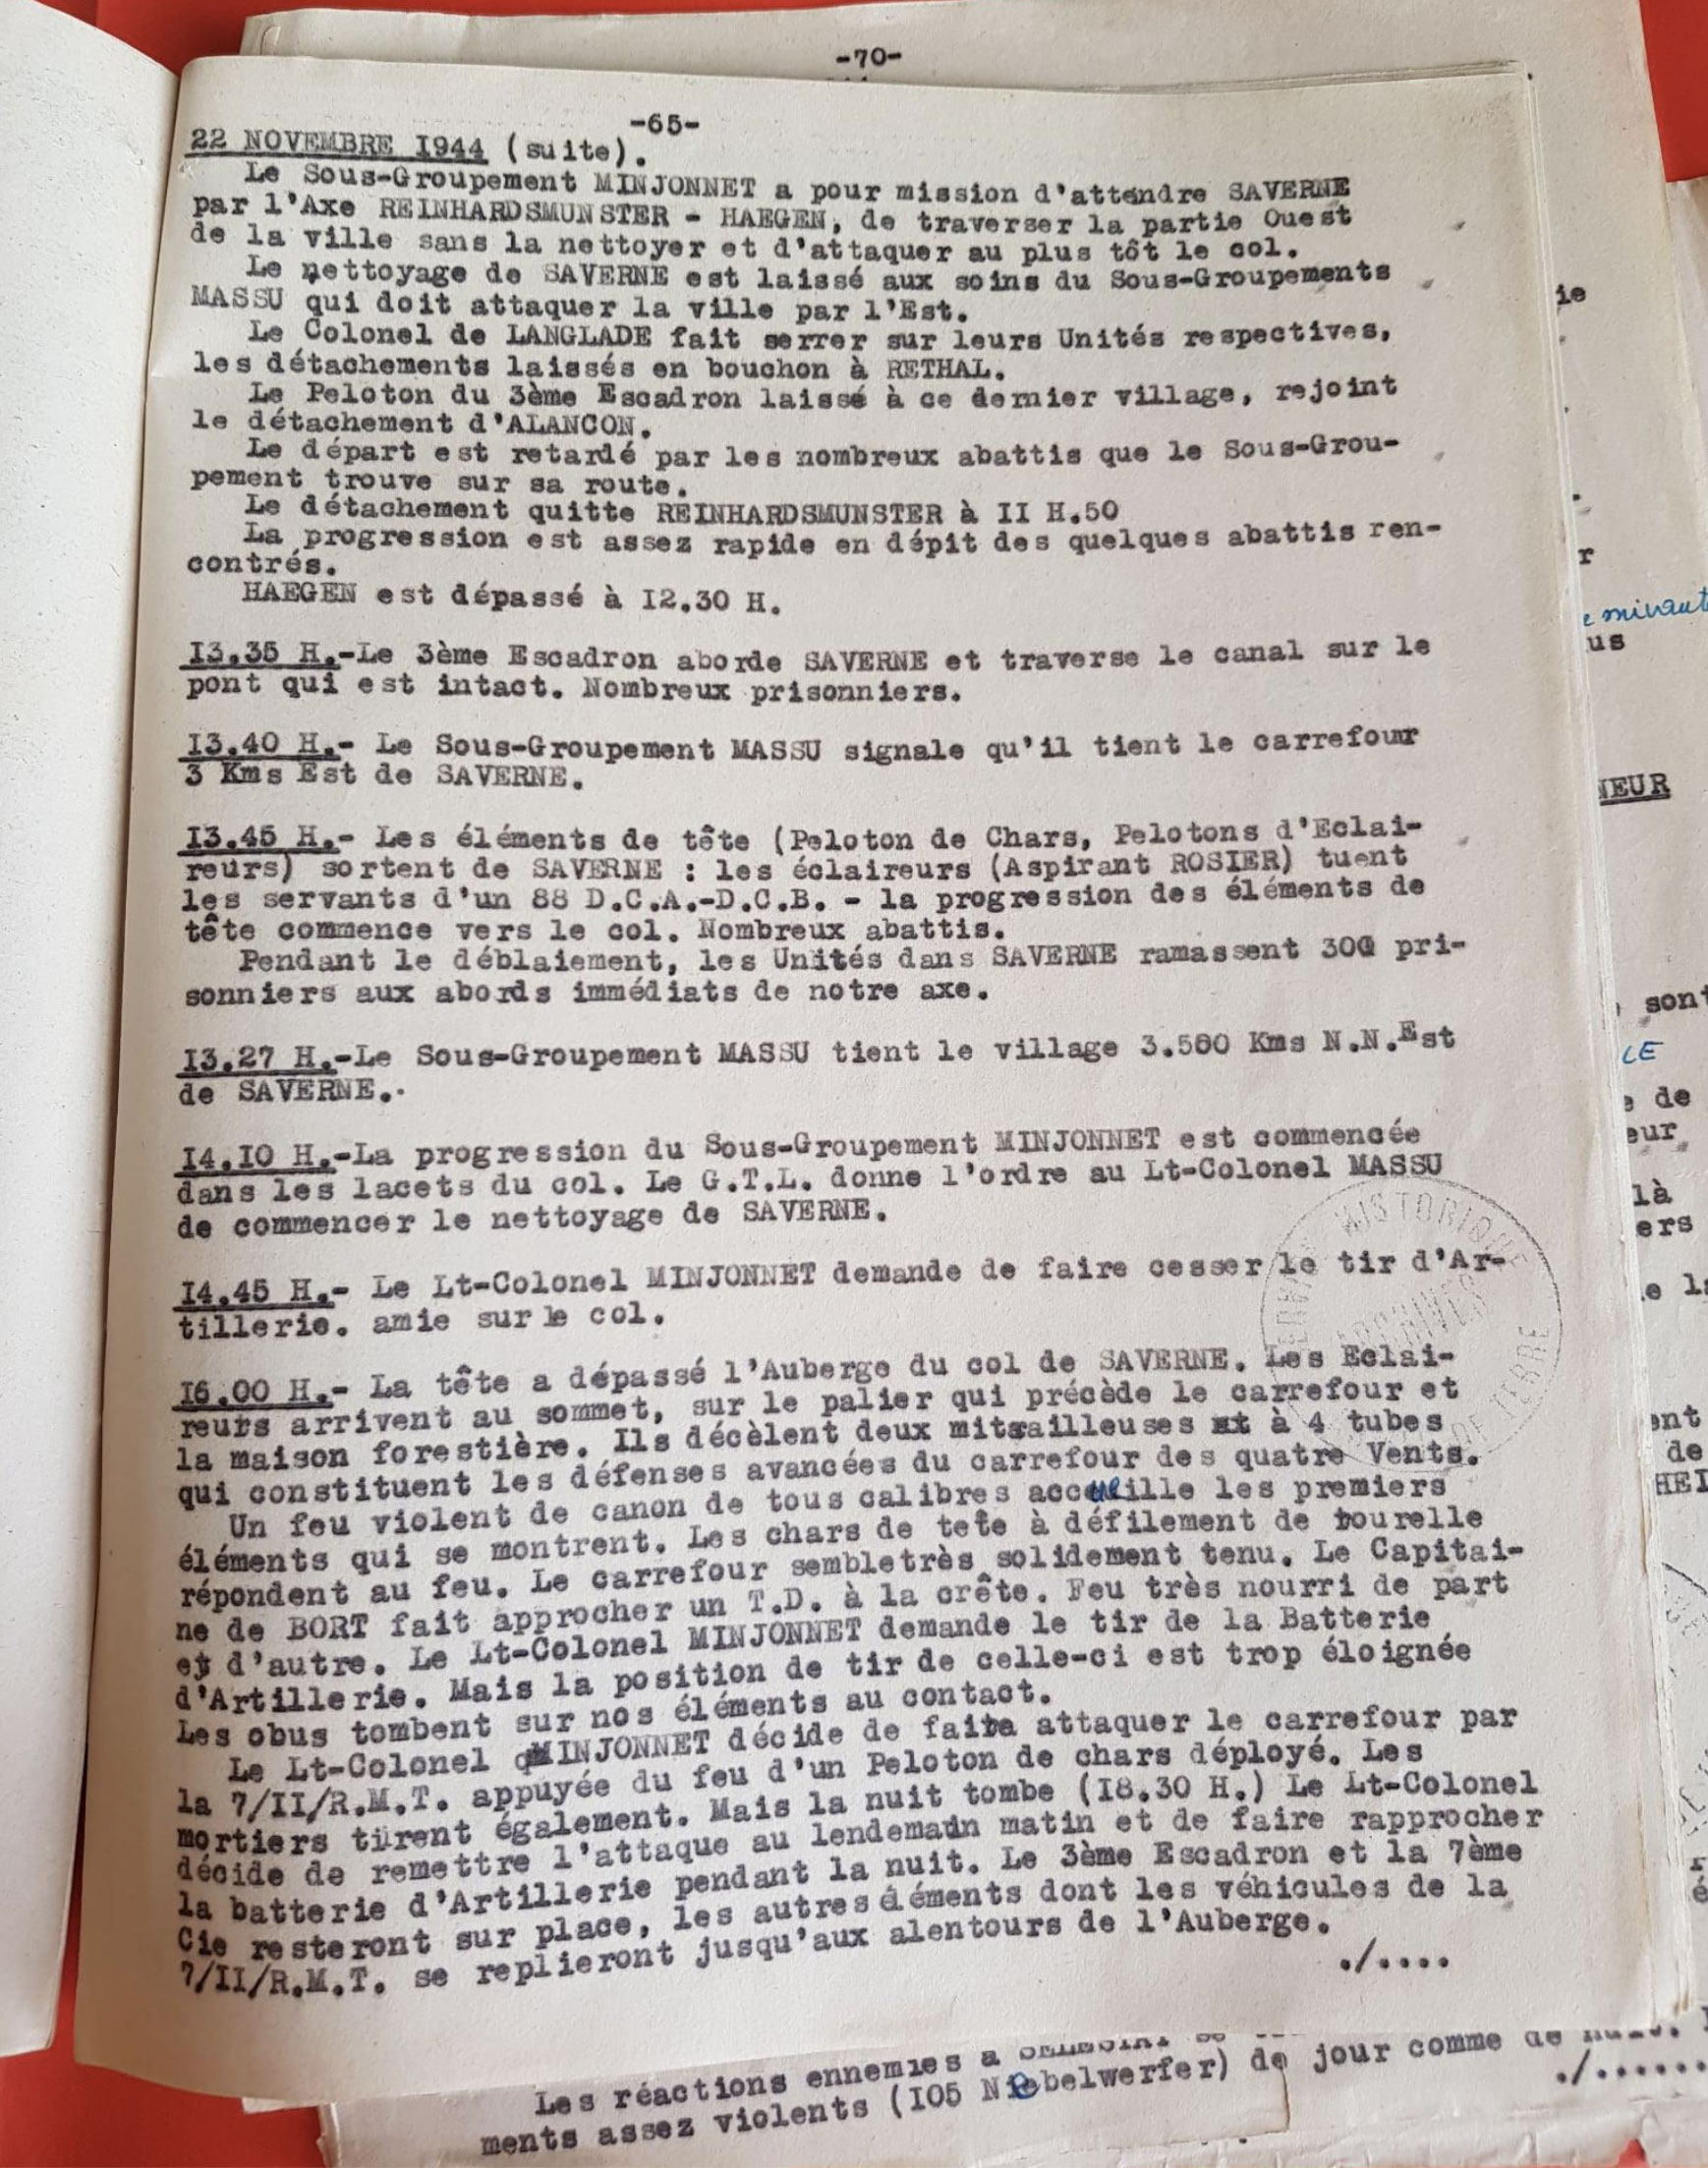 -70-
-65-
22 NOVEMBRE I944 (suite).
Le Sous-Groupement MINJONNET a pour mission d'attendre SAVERNE
par l'Axe REINHARDSMUNSTER - HAEGEN, de traverser la partie Ouest
de la ville sans la nettoyer et d'attaquer au plus tôt le col.
Le nettoyage de SAVERNE est laissé aux soins du Sous-Groupements
MASSU qui doit attaquer la ville par l'Est.
Le Colonel de LANGLADE fait serrer sur leurs Unités respectives,
les détachements laissés en bouchon à RETHAL.
Le Peloton du 3ème Escadron laissé à ce dernier village, rejoint
le détachement d'ALANCON.
Le départ est retardé par les nombreux abattis que le Sous-Grou-
pement trouve sur sa route.
Le détachement quitte REINHARDSMUNSTER à II H.50
La progression est assez rapide en dépit des quelques abattis ren-
contrés.
HAEGEN est dépassé à I2.30 H.
I3.35 H.-Le 3ème Escadron aborde SAVERNE et traverse le canal sur le
pont qui est intact. Nombreux prisonniers.
I3.40 H.- Le Sous-Groupement MASSU signale qu'il tient le carrefour
3 Kms Est de SAVERNE.
I3.45 H.- Les éléments de tête (Peloton de Chars, Pelotons d'Eclai-
reurs) sortent de SAVERNE : les éclaireurs (Aspirant ROSIER) tuent
les servants d'un 88 D.C.A.-D.C.B. - la progression des éléments de
tête commence vers le col. Nombreux abattis.
Pendant le déblaiement, les Unités dans SAVERNE ramassent 300 pri-
sonniers aux abords immédiats de notre axe.
I3.27 H.-Le Sous-Groupement MASSU tient le village 3.500 Kms N.N.Est
de SAVERNE.
I4.IO H.-La progression du Sous-Groupement MINJONNET est commencée
dans les lacets du col. Le G.T.L. donne l'ordre au Lt-Colonel MASSU
de commencer le nettoyage de SAVERNE.
I4.45 H.- Le Lt-Colonel MINJONNET demande de faire cesser le tir d'Ar-
tillerie. amie sur le col.
I6.00 H.- La tête a dépassé l'Auberge du col de SAVERNE. Les Eclai-
reurs arrivent au sommet, sur le palier qui précède le carrefour et
la maison forestière. Ils décèlent deux mitrailleuses à 4 tubes
qui constituent les défenses avancées du carrefour des quatre Vents.
Un feu violent de canon de tous calibres accueille les premiers
éléments qui se montrent. Les chars de tete à défilement de tourelle
répondent au feu. Le carrefour sembletrès solidement tenu. Le Capitai-
ne de BORT fait approcher un T.D. à la crête. Feu très nourri de part
et d'autre. Le Lt-Colonel MINJONNET demande le tir de la Batterie
d'Artillerie. Mais la position de tir de celle-ci est trop éloignée
Les obus tombent sur nos éléments au contact.
Le Lt-Colonel MINJONNET décide de faire attaquer le carrefour par
la 7/II/R.M.T. appuyée du feu d'un Peloton de chars déployé. Les
mortiers tirent également. Mais la nuit tombe (I8.30 H.) Le Lt-Colonel
décide de remettre l'attaque au lendemain matin et de faire rapprocher
la batterie d'Artillerie pendant la nuit. Le 3ème Escadron et la 7ème
Cie resteront sur place, les autres éléments dont les véhicules de la
7/II/R.M.T. se replieront jusqu'aux alentours de l'Auberge.
./....
HISTORIQUE
ARCHIVES
DE TERRE
ie
r
us
NEUR
sont
LE
de
eur
là
ers
ent
de
HEI
Les réactions ennemies a
de jour comme de
ments assez violents (I05 Nebelwerfer)
./......